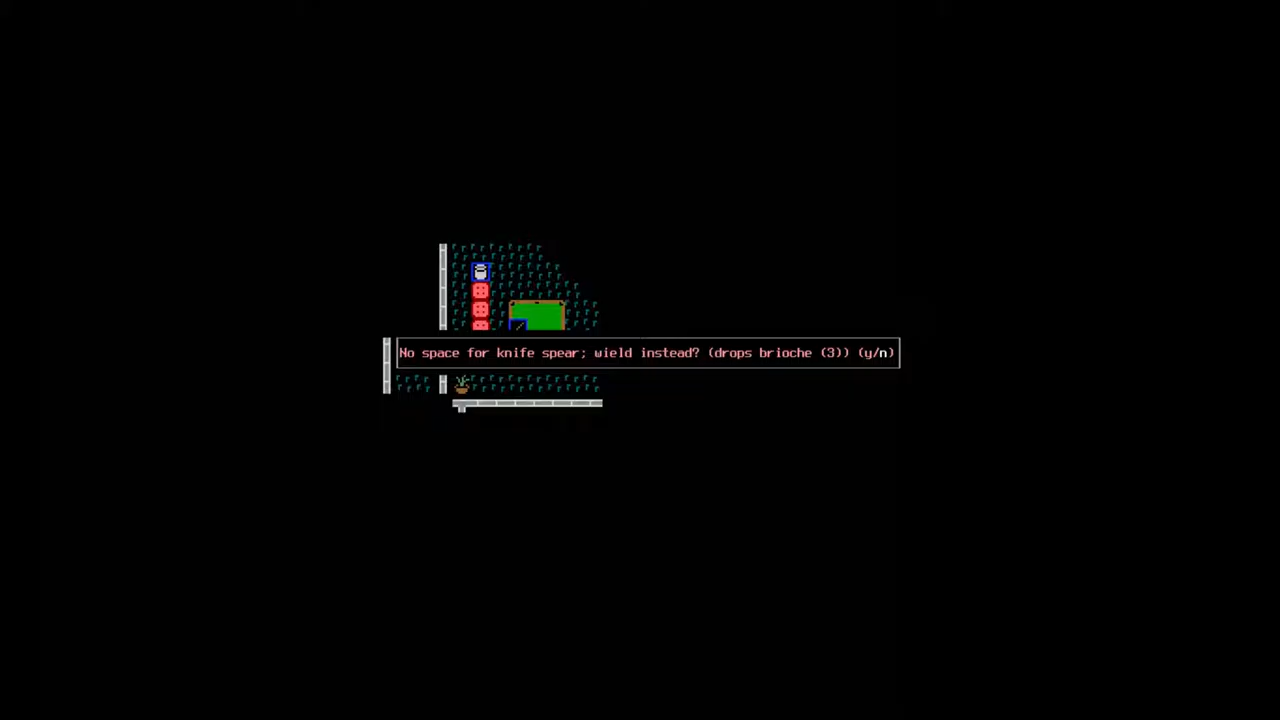 No space for knife spear; wield instead? (drops brioche (3)) (y/n)